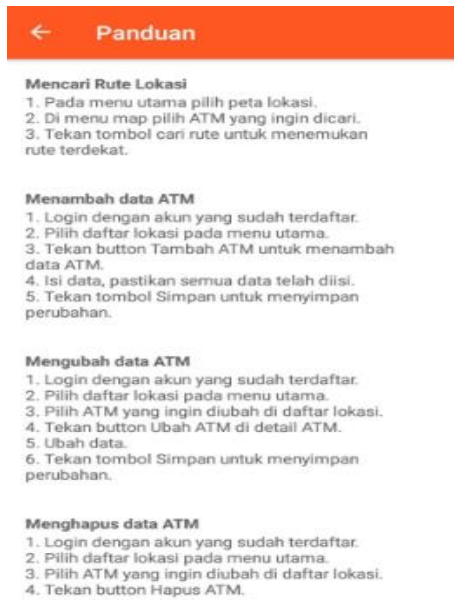 Panduan
Mencari Rute Lokasi
1. Pada menu utama pilih peta lokasi.
2. Di menu map pilih ATM yang ingin dicari.
3. Tekan tombol cari rute untuk menemukan
rute terdekat.
Menambah data ATM
1. Login dengan akun yang sudah terdaftar.
2. Pilih daftar lokasi pada menu utama.
3. Tekan button Tambah ATM untuk menambah
data ATM.
4. Isi data, pastikan semua data telah diisi.
5. Tekan tombol Simpan untuk menyimpan
perubahan.
Mengubah data ATM
1. Login dengan akun yang sudah terdaftar.
2. Pilih daftar lokasi pada menu utama.
3. Pilih ATM yang ingin diubah di daftar lokasi.
4. Tekan button Ubah ATM di detail ATM.
5. Ubah data.
6. Tekan tombol Simpan untuk menyimpan
perubahan.
Menghapus data ATM
1. Login dengan akun yang sudah terdaftar.
2. Pilih daftar lokasi pada menu utama.
3. Pilih ATM yang ingin diubah di daftar lokasi.
4. Tekan button Hapus ATM.